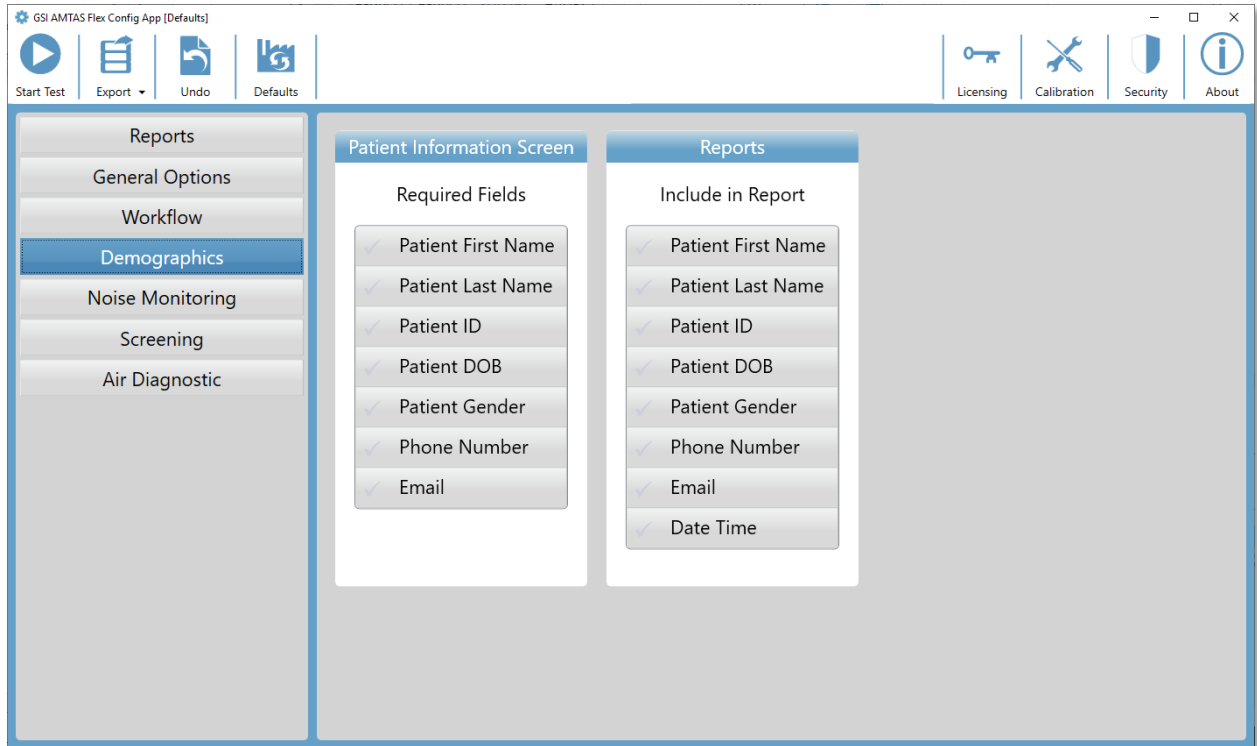 GSI AMTAS Flex Config App [Defaults]
Start Test Export Undo Defaults Licensing Calibration Security About
Reports
General Options
Workflow
Demographics
Noise Monitoring
Screening
Air Diagnostic
Patient Information Screen
Required Fields
Patient First Name
Patient Last Name
Patient ID
Patient DOB
Patient Gender
Phone Number
Email
Reports
Include in Report
Patient First Name
Patient Last Name
Patient ID
Patient DOB
Patient Gender
Phone Number
Email
Date Time